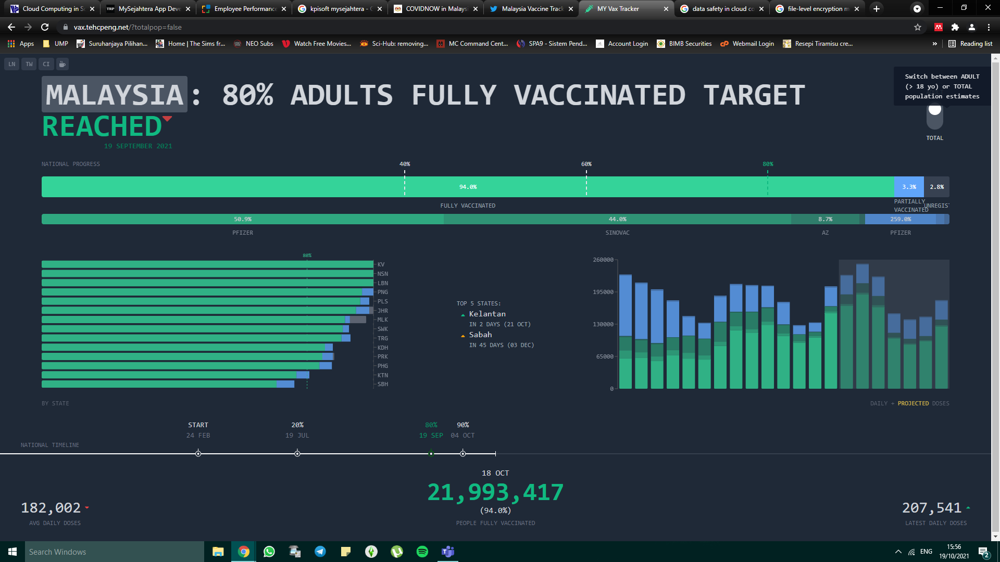 Cloud Computing in Sc
MySejahtera App Deve
Employee Performance
kpisoft mysejahtera - G
COVIDNOW in Malaysi
Malaysia Vaccine Track
MY Vax Tracker
data safety in cloud co
file-level encryption m
vax.tehcpeng.net/?totalpop=false
Apps
UMP
Suruhanjaya Pilihan...
Home | The Sims fr...
NEO Subs
Watch Free Movies...
Sci-Hub: removing...
MC Command Cent...
SPA9 - Sistem Pend...
Account Login
BIMB Securities
Webmail Login
Resepi Tiramisu cre...
»
Reading list
LN TW CI
Switch between ADULT
(> 18 yo) or TOTAL
population estimates
MALAYSIA: 80% ADULTS FULLY VACCINATED TARGET
REACHED
19 SEPTEMBER 2021
TOTAL
NATIONAL PROGRESS
40% 60% 80%
94.0% 3.3% 2.8%
FULLY VACCINATED
PARTIALLY
VACCINATED
UNREGIST
50.9% 44.0% 8.7% 259.0%
PFIZER SINOVAC AZ PFIZER
80%
KV
NSN
LBN
PNG
PLS
JHR
MLK
SWK
TRG
KDH
PRK
PHG
KTN
SBH
BY STATE
TOP 5 STATES:
Kelantan
IN 2 DAYS (21 OCT)
Sabah
IN 45 DAYS (03 DEC)
260000
195000
130000
65000
0
DAILY + PROJECTED DOSES
START 20% 80% 90%
24 FEB 19 JUL 19 SEP 04 OCT
NATIONAL TIMELINE
18 OCT
21,993,417
(94.0%)
PEOPLE FULLY VACCINATED
182,002
AVG DAILY DOSES
207,541
LATEST DAILY DOSES
Search Windows
ENG
15:56
19/10/2021
2